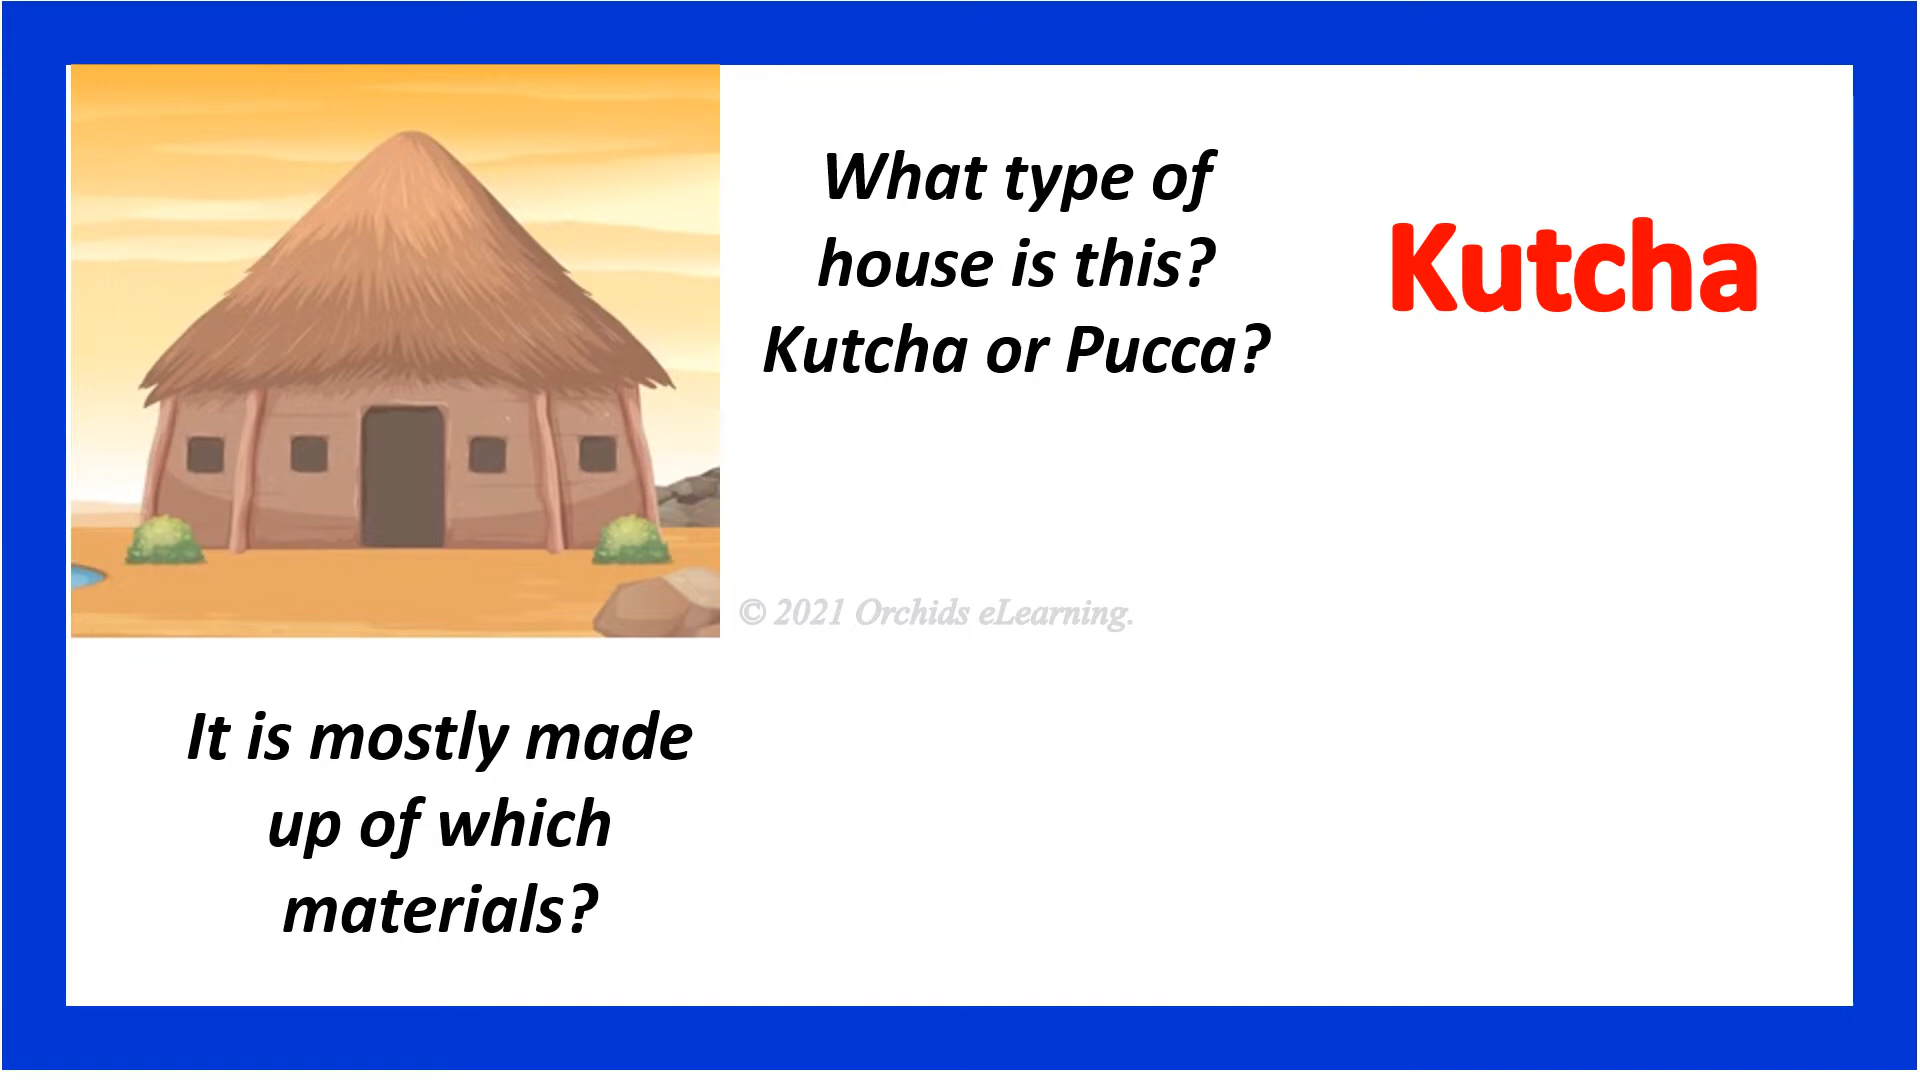 What type of
house is this?
Kutcha or Pucca?
Kutcha
© 2021 Orchids eLearning.
It is mostly made
up of which
materials?